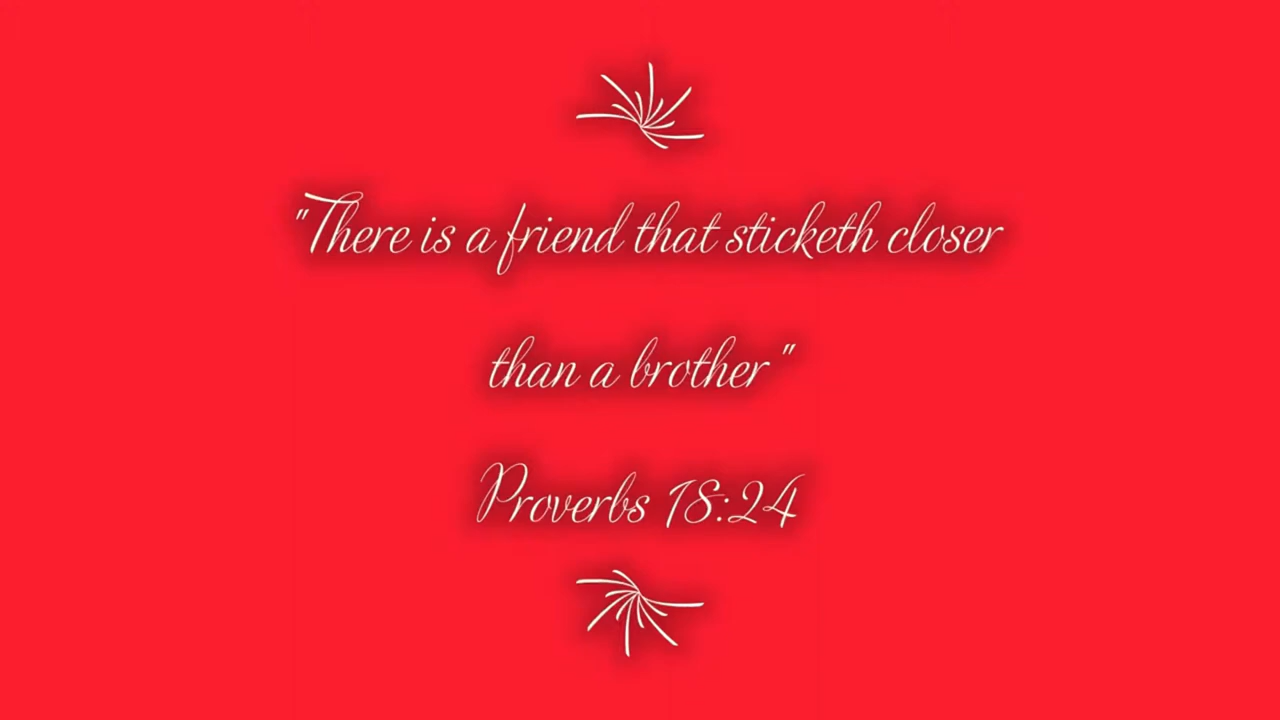 "There is a friend that sticketh closer
than a brother"
Proverbs 18:24